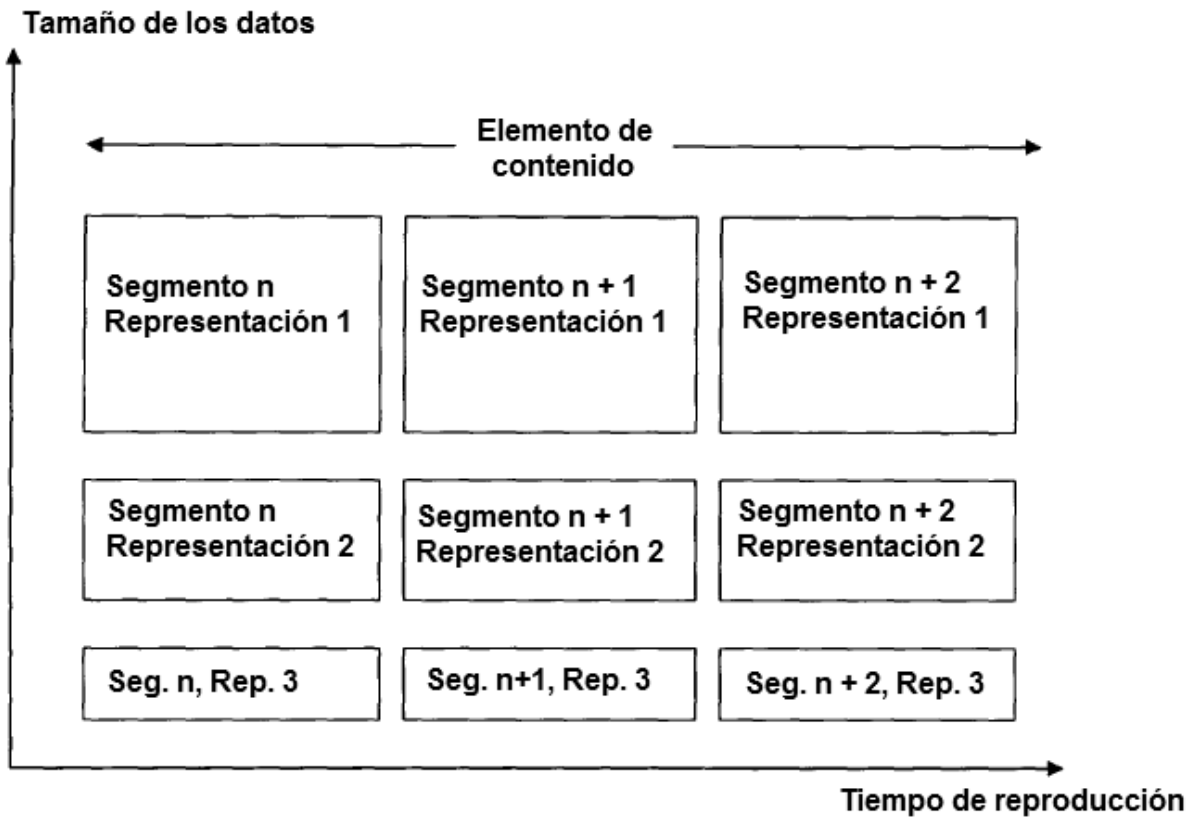 Tamaño de los datos
Elemento de
contenido
Segmento n
Representación 1
Segmento n + 1
Representación 1
Segmento n + 2
Representación 1
Segmento n
Representación 2
Segmento n + 1
Representación 2
Segmento n + 2
Representación 2
Seg. n, Rep. 3
Seg. n+1, Rep. 3
Seg. n + 2, Rep. 3
Tiempo de reproducción